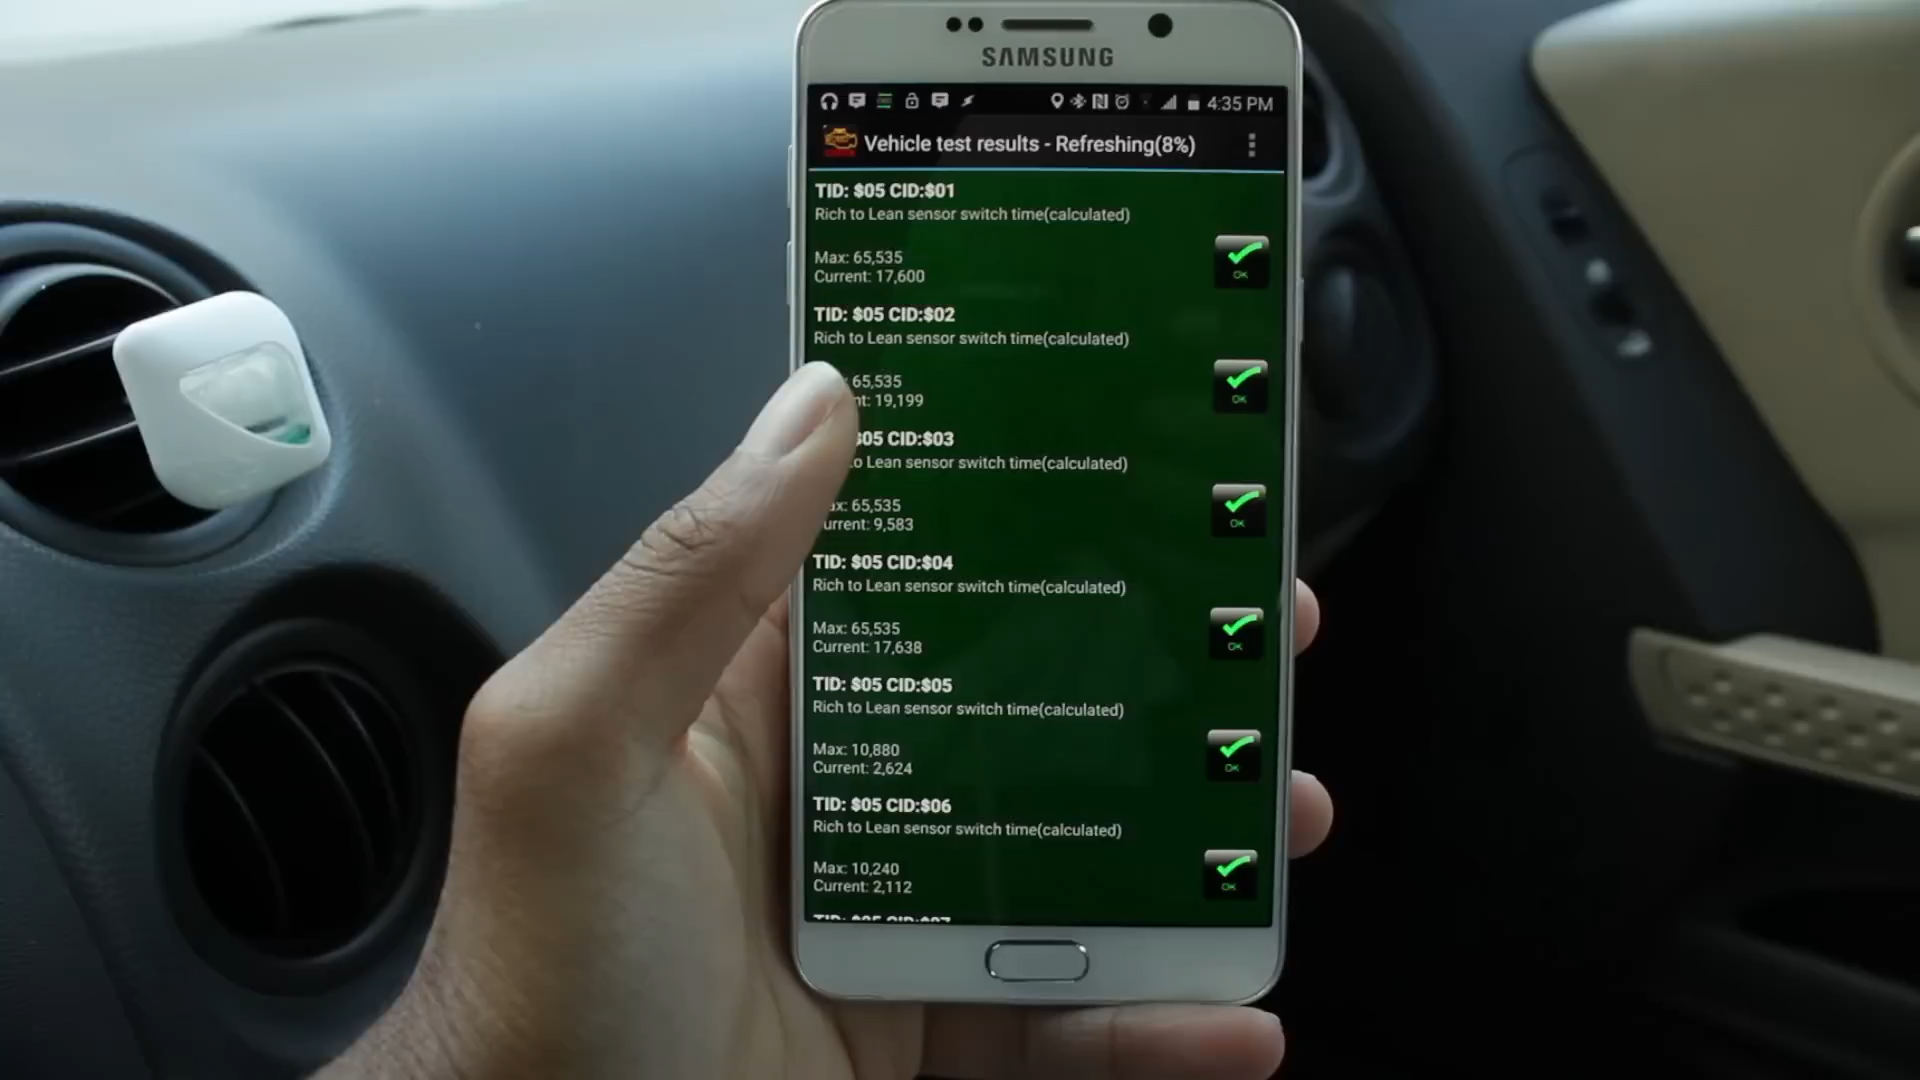 SAMSUNG
4:35 PM
Vehicle test results - Refreshing(8%)
TID: $05 CID:$01
Rich to Lean sensor switch time(calculated)
Max: 65,535
Current: 17,600
OK
TID: $05 CID:$02
Rich to Lean sensor switch time(calculated)
65,535
19,199
OK
$05 CID:$03
Lean sensor switch time(calculated)
65,535
9,583
OK
TID: $05 CID:$04
Rich to Lean sensor switch time(calculated)
Max: 65,535
Current: 17,638
OK
TID: $05 CID:$05
Rich to Lean sensor switch time(calculated)
Max: 10,880
Current: 2,624
OK
TID: $05 CID:$06
Rich to Lean sensor switch time(calculated)
Max: 10,240
Current: 2,112
OK